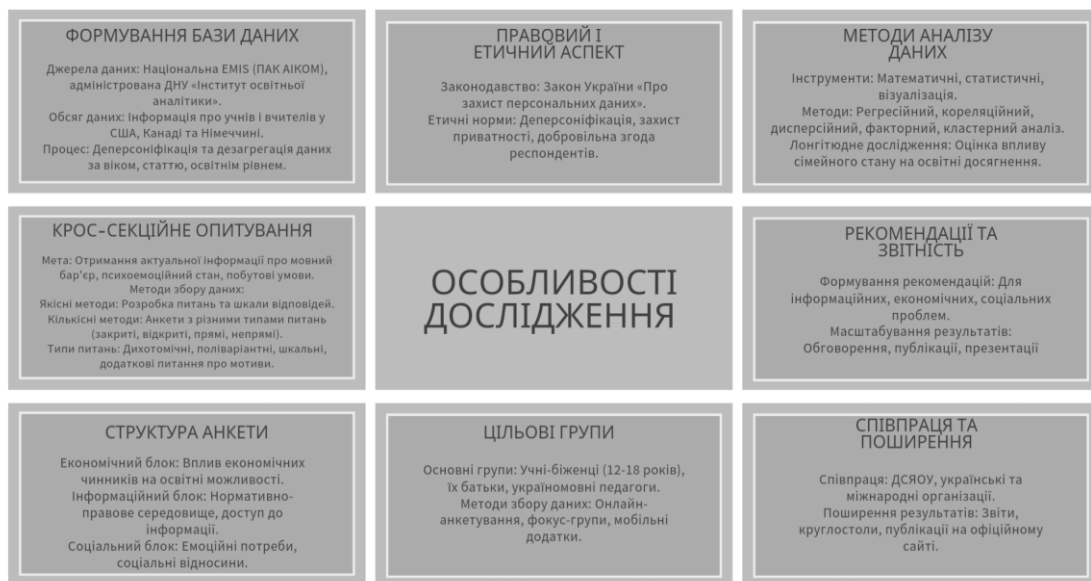 ФОРМУВАННЯ БАЗИ ДАНИХ
Джерела даних: Національна EMIS (ПАК АІКОМ),
адміністрована ДНУ «Інститут освітньої
аналітики».
Обсяг даних: Інформація про учнів і вчителів у
США, Канаді та Німеччині.
Процес: Деперсоніфікація та дезагрегація даних
за віком, статтю, освітнім рівнем.
ПРАВОВИЙ І
ЕТИЧНИЙ АСПЕКТ
Законодавство: Закон України «Про
захист персональних даних».
Етичні норми: Деперсоніфікація, захист
приватності, добровільна згода
респондентів.
МЕТОДИ АНАЛІЗУ
ДАНИХ
Інструменти: Математичні, статистичні,
візуалізація.
Методи: Регресійний, кореляційний,
дисперсійний, факторний, кластерний аналіз.
Лонгітюдне дослідження: Оцінка впливу
сімейного стану на освітні досягнення.
КРОС-СЕКЦІЙНЕ ОПИТУВАННЯ
Мета: Отримання актуальної інформації про мовний
бар'єр, психоемоційний стан, побутові умови.
Методи збору даних:
Якісні методи: Розробка питань та шкали відповідей.
Кількісні методи: Анкети з різними типами питань
(закриті, відкриті, прямі, непрямі).
Типи питань: Дихотомічні, поліваріантні, шкальні,
додаткові питання про мотиви.
ОСОБЛИВОСТІ
ДОСЛІДЖЕННЯ
РЕКОМЕНДАЦІЇ ТА
ЗВІТНІСТЬ
Формування рекомендацій: Для
інформаційних, економічних, соціальних
проблем.
Масштабування результатів:
Обговорення, публікації, презентації
СТРУКТУРА АНКЕТИ
Економічний блок: Вплив економічних
чинників на освітні можливості.
Інформаційний блок: Нормативно-
правове середовище, доступ до
інформації.
Соціальний блок: Емоційні потреби,
соціальні відносини.
ЦІЛЬОВІ ГРУПИ
Основні групи: Учні-біженці (12-18 років),
їх батьки, україномовні педагоги.
Методи збору даних: Онлайн-
анкетування, фокус-групи, мобільні
додатки.
СПІВПРАЦЯ ТА
ПОШИРЕННЯ
Співпраця: ДСЯОУ, українські та
міжнародні організації.
Поширення результатів: Звіти,
круглостоли, публікації на офіційному
сайті.